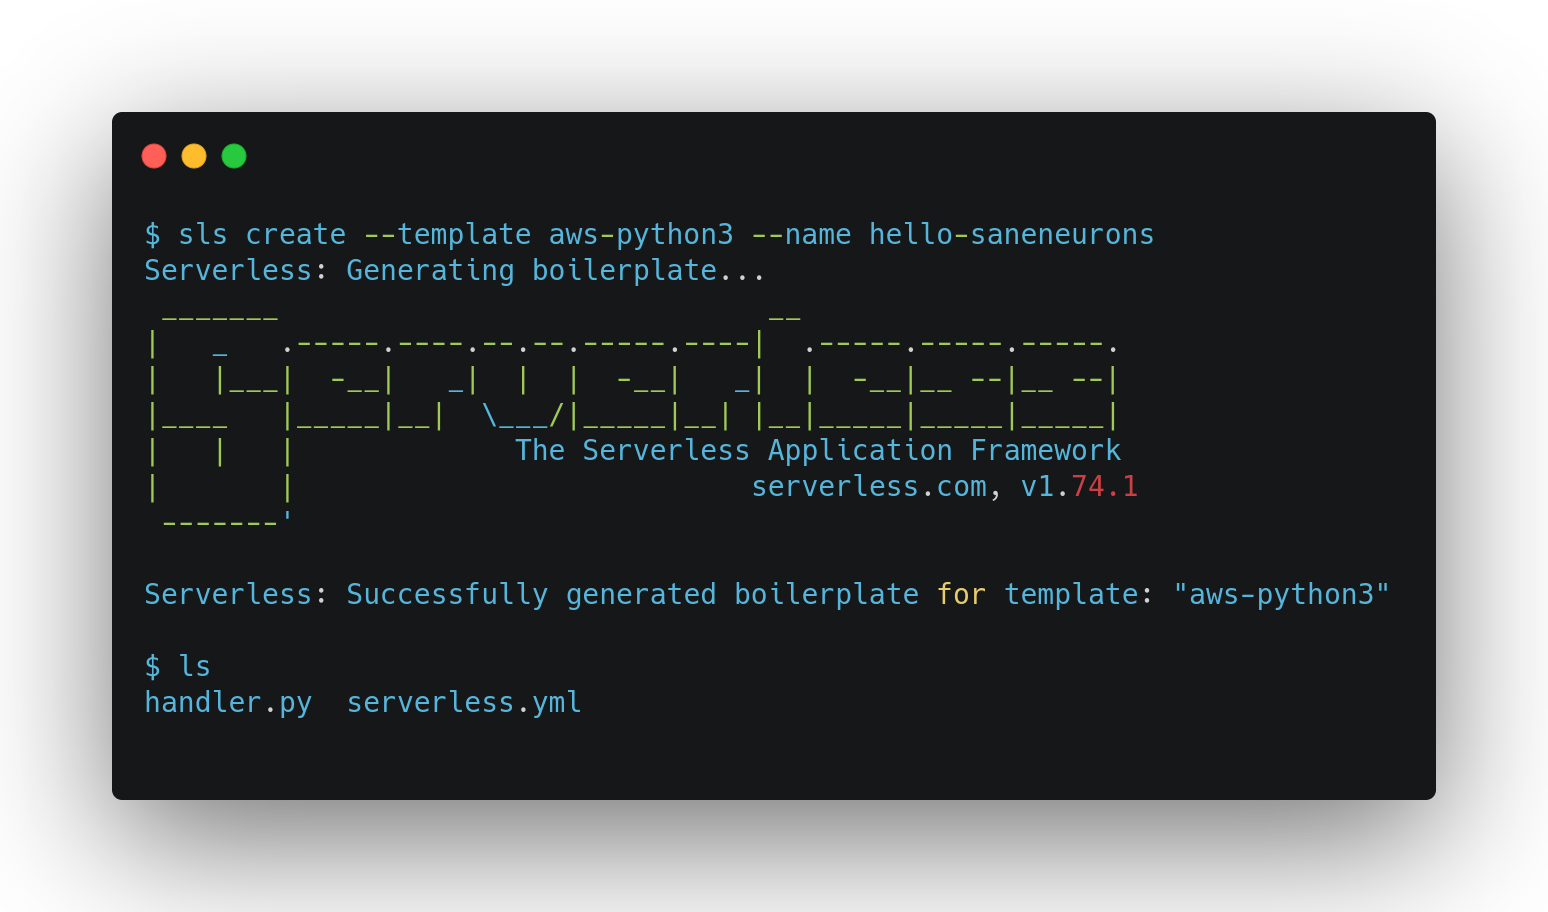 $ sls create --template aws-python3 --name hello-saneneurons
Serverless: Generating boilerplate...
 _______                             __
|   _   .-----.----.--.--.-----.----|  .-----.-----.-----.
|   |___|  -__|   _|  |  |  -__|   _|  |  -__|__ --|__ --|
|____   |_____|__|  \___/|_____|__| |__|_____|_____|_____|
|   |   |             The Serverless Application Framework
|       |                           serverless.com, v1.74.1
 -------'
Serverless: Successfully generated boilerplate for template: "aws-python3"
$ ls
handler.py  serverless.yml